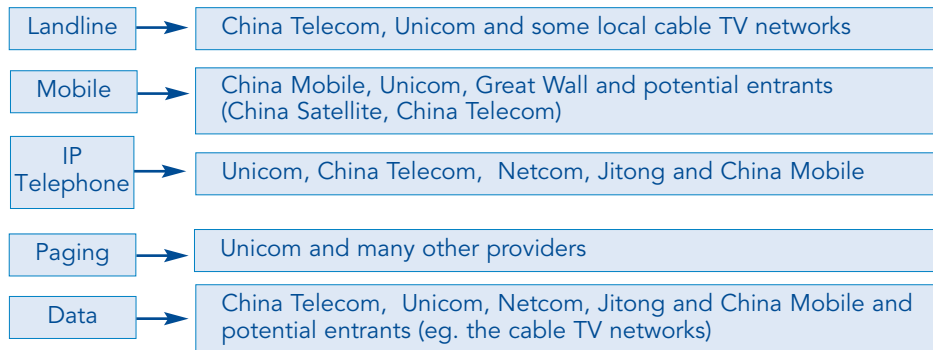 Landline
China Telecom, Unicom and some local cable TV networks
Mobile
China Mobile, Unicom, Great Wall and potential entrants
(China Satellite, China Telecom)
IP
Telephone
Unicom, China Telecom, Netcom, Jitong and China Mobile
Paging
Unicom and many other providers
Data
China Telecom, Unicom, Netcom, Jitong and China Mobile and
potential entrants (eg. the cable TV networks)